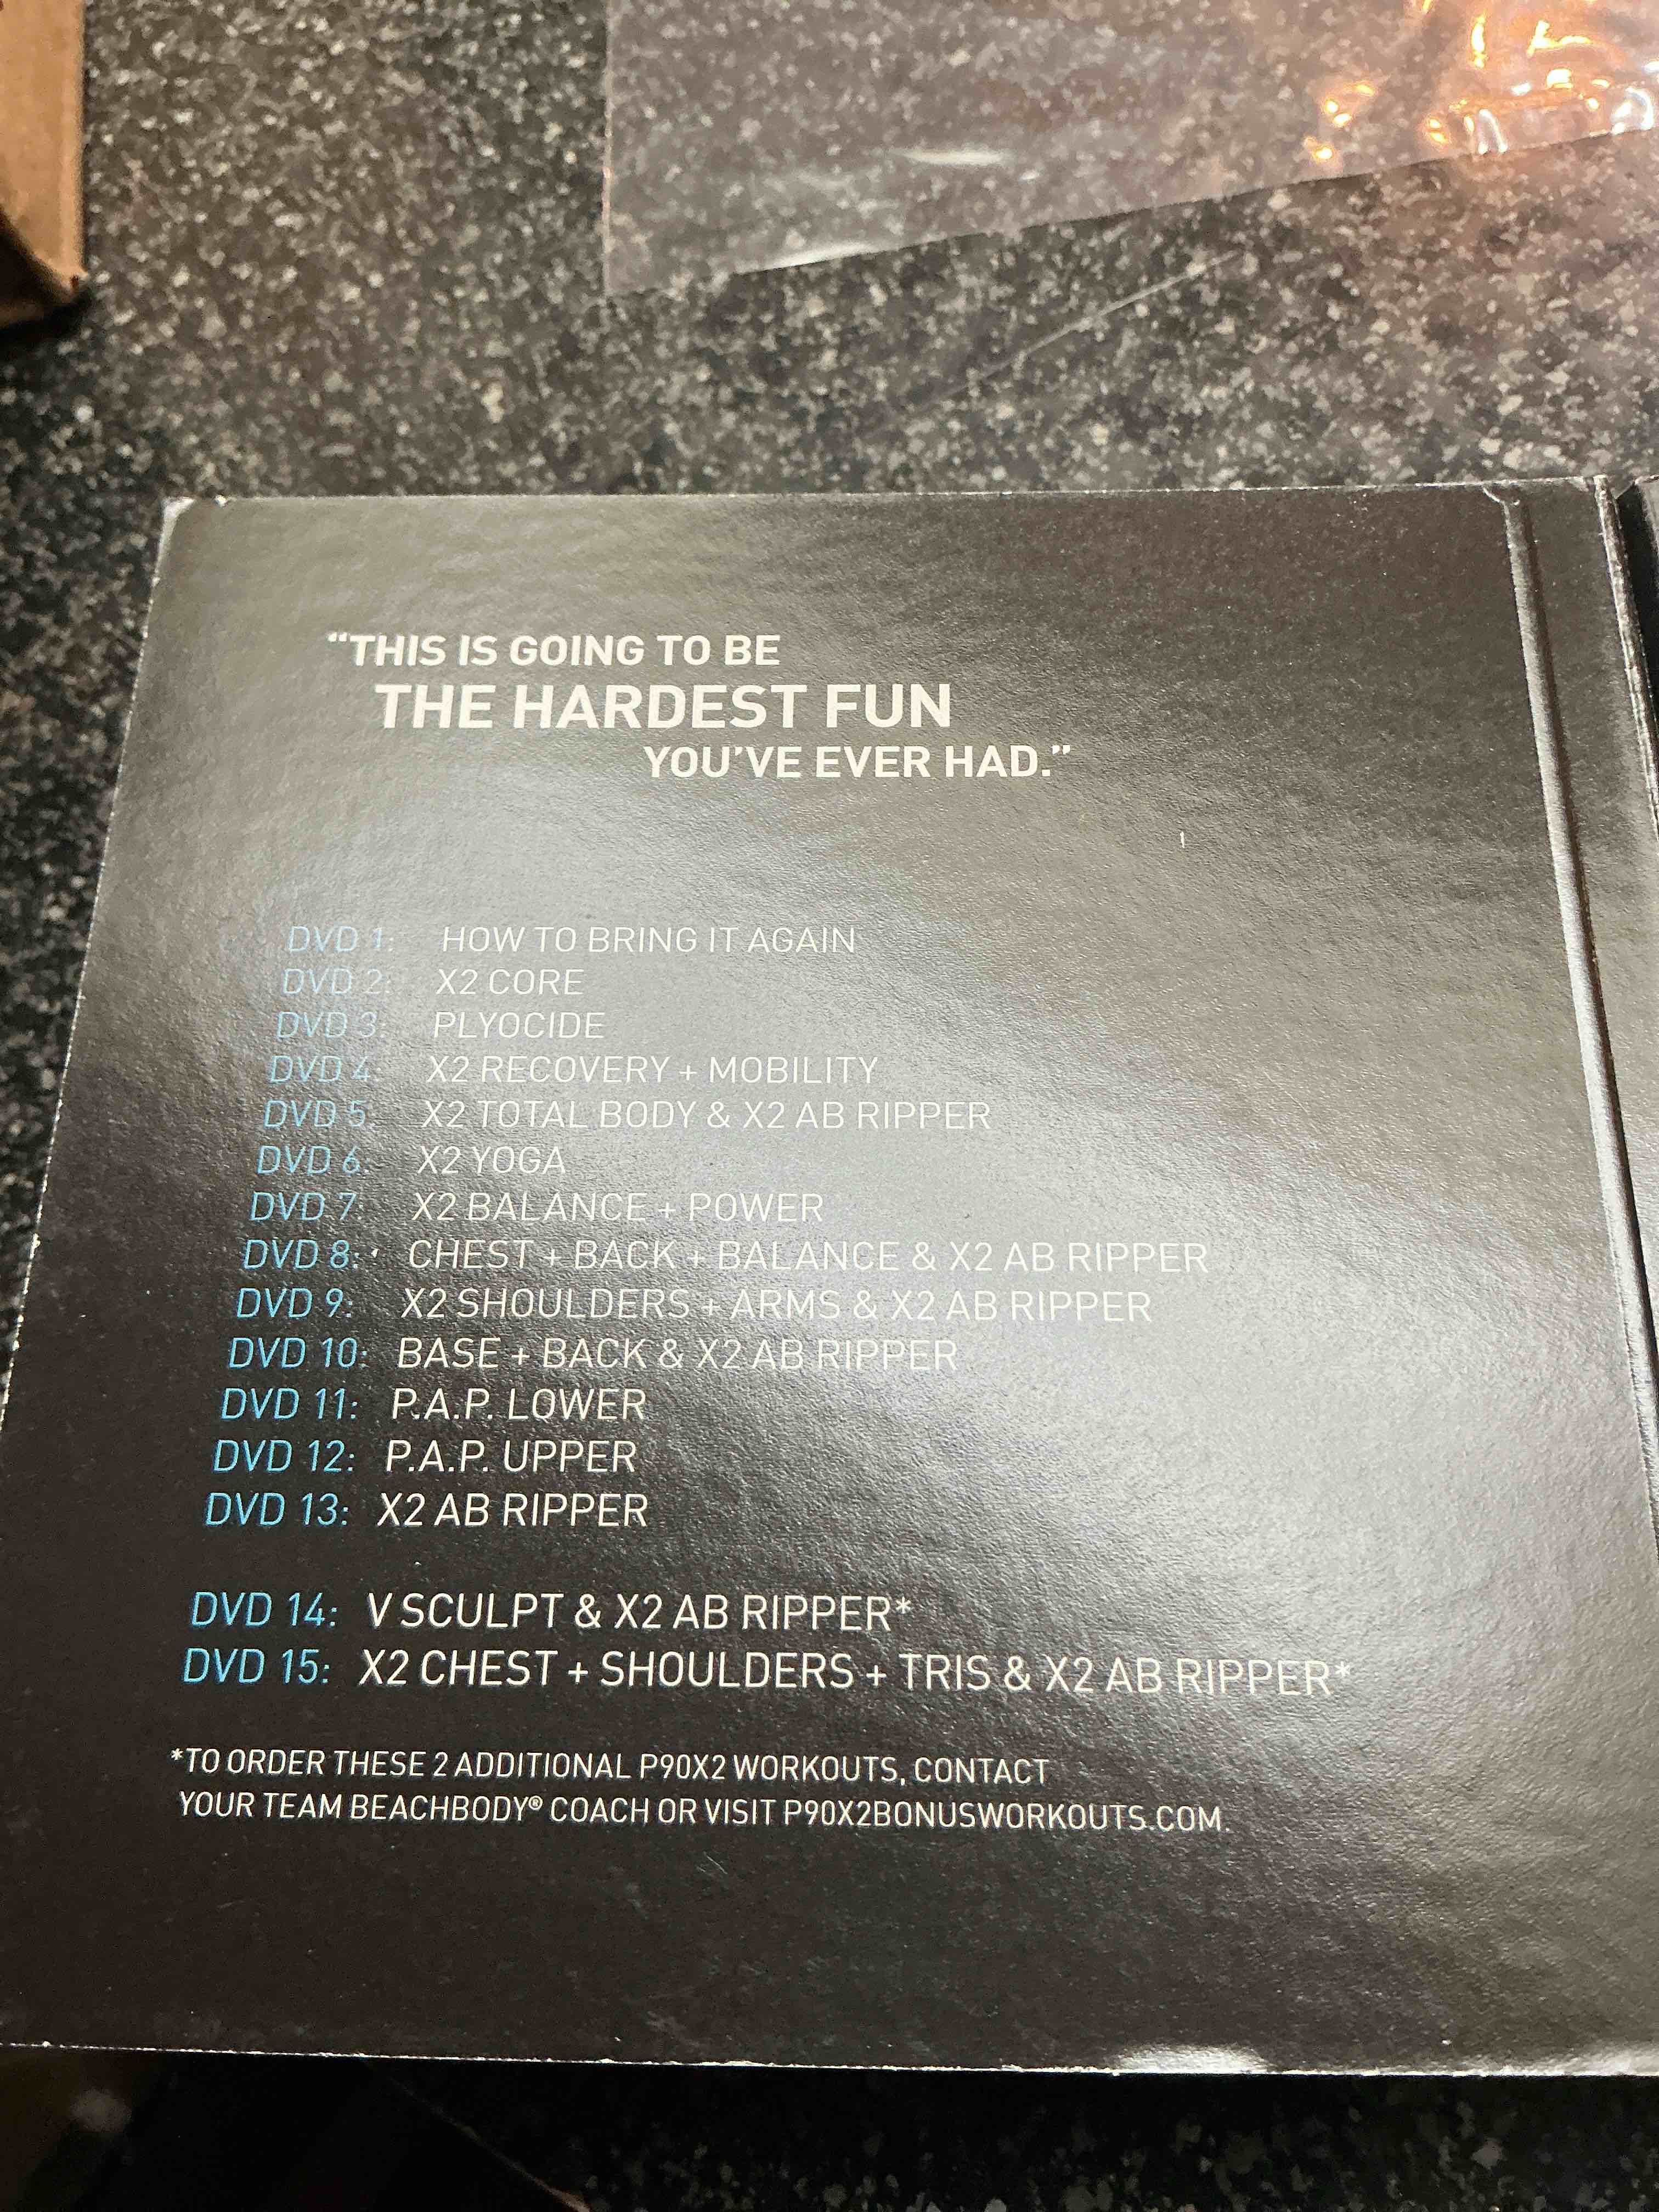 “THIS IS GOING TO BE
THE HARDEST FUN
YOU’VE EVER HAD.”
DVD 1: HOW TO BRING IT AGAIN
DVD 2: X2 CORE
DVD 3: PLYOCIDE
DVD 4: X2 RECOVERY + MOBILITY
DVD 5: X2 TOTAL BODY & X2 AB RIPPER
DVD 6: X2 YOGA
DVD 7: X2 BALANCE + POWER
DVD 8: CHEST + BACK + BALANCE & X2 AB RIPPER
DVD 9: X2 SHOULDERS + ARMS & X2 AB RIPPER
DVD 10: BASE + BACK & X2 AB RIPPER
DVD 11: P.A.P. LOWER
DVD 12: P.A.P. UPPER
DVD 13: X2 AB RIPPER
DVD 14: V SCULPT & X2 AB RIPPER*
DVD 15: X2 CHEST + SHOULDERS + TRIS & X2 AB RIPPER*
*TO ORDER THESE 2 ADDITIONAL P90X2 WORKOUTS, CONTACT
YOUR TEAM BEACHBODY® COACH OR VISIT P90X2BONUSWORKOUTS.COM.